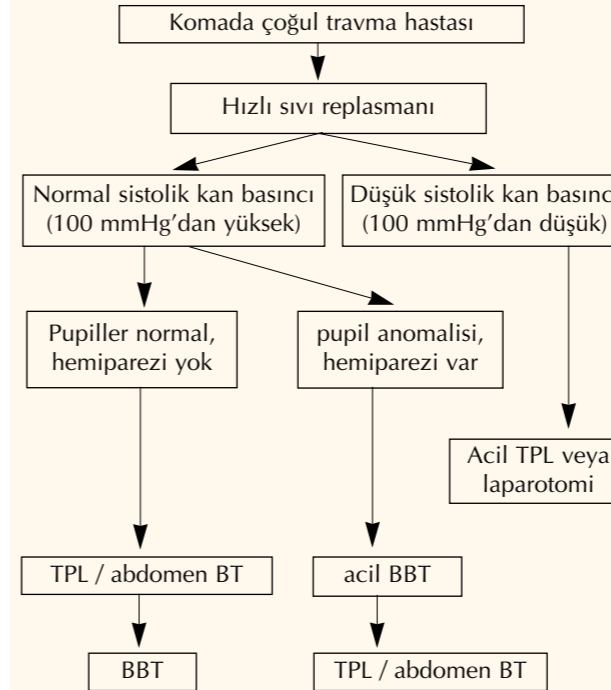 Komada çoğul travma hastası
Hızlı sıvı replasmanı
Normal sistolik kan basıncı
(100 mmHg'dan yüksek)
Düşük sistolik kan basıncı
(100 mmHg'dan düşük)
Pupiller normal,
hemiparezi yok
pupil anomalisi,
hemiparezi var
Acil TPL veya
laparotomi
TPL / abdomen BT
acil BBT
BBT
TPL / abdomen BT